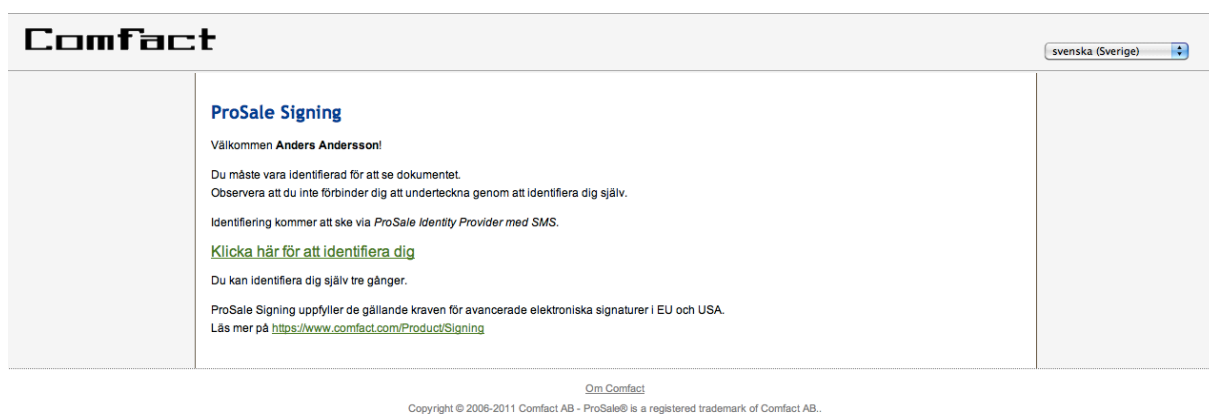 Comfact
svenska (Sverige)
ProSale Signing
Välkommen Anders Andersson!
Du måste vara identifierad för att se dokumentet.
Observera att du inte förbinder dig att underteckna genom att identifiera dig själv.
Identifiering kommer att ske via ProSale Identity Provider med SMS.
Klicka här för att identifiera dig
Du kan identifiera dig själv tre gånger.
ProSale Signing uppfyller de gällande kraven för avancerade elektroniska signaturer i EU och USA.
Läs mer på https://www.comfact.com/Product/Signing
Om Comfact
Copyright © 2006-2011 Comfact AB - ProSale® is a registered trademark of Comfact AB..